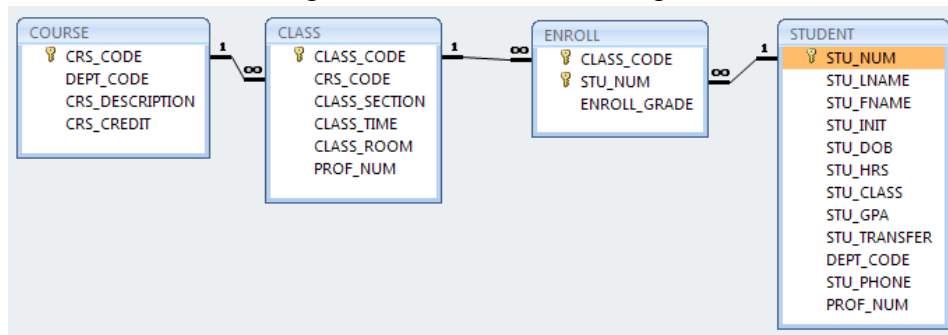 COURSE
CRS_CODE
DEPT_CODE
CRS_DESCRIPTION
CRS_CREDIT
1
∞
CLASS
CLASS_CODE
CRS_CODE
CLASS_SECTION
CLASS_TIME
CLASS_ROOM
PROF_NUM
1
∞
ENROLL
CLASS_CODE
STU_NUM
ENROLL_GRADE
∞
1
STUDENT
STU_NUM
STU_LNAME
STU_FNAME
STU_INIT
STU_DOB
STU_HRS
STU_CLASS
STU_GPA
STU_TRANSFER
DEPT_CODE
STU_PHONE
PROF_NUM